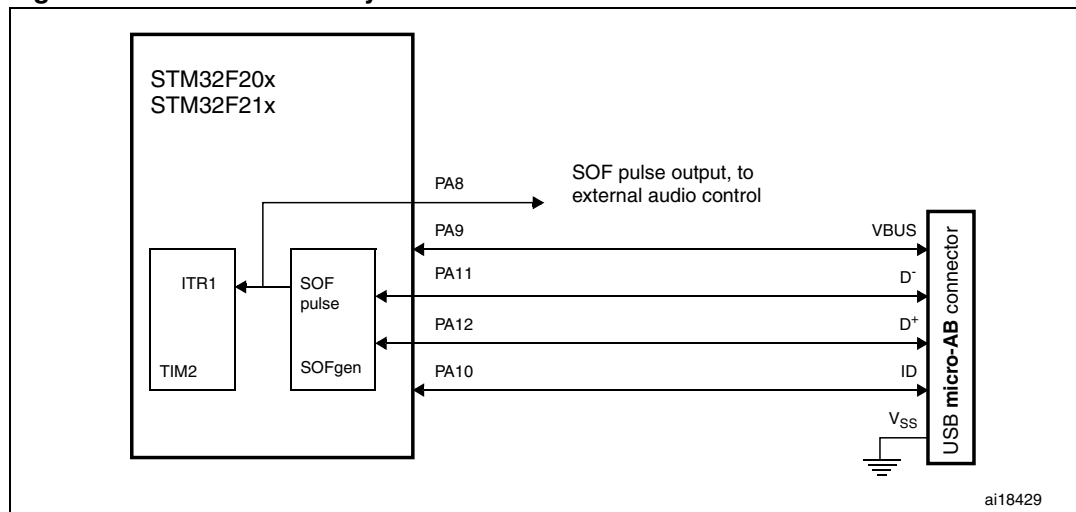 STM32F20x
STM32F21x
PA8
SOF pulse output, to
external audio control
PA9
VBUS
ITR1
SOF
pulse
PA11
D-
PA12
D+
TIM2
SOFgen
PA10
ID
VSS
USB micro-AB connector
ai18429